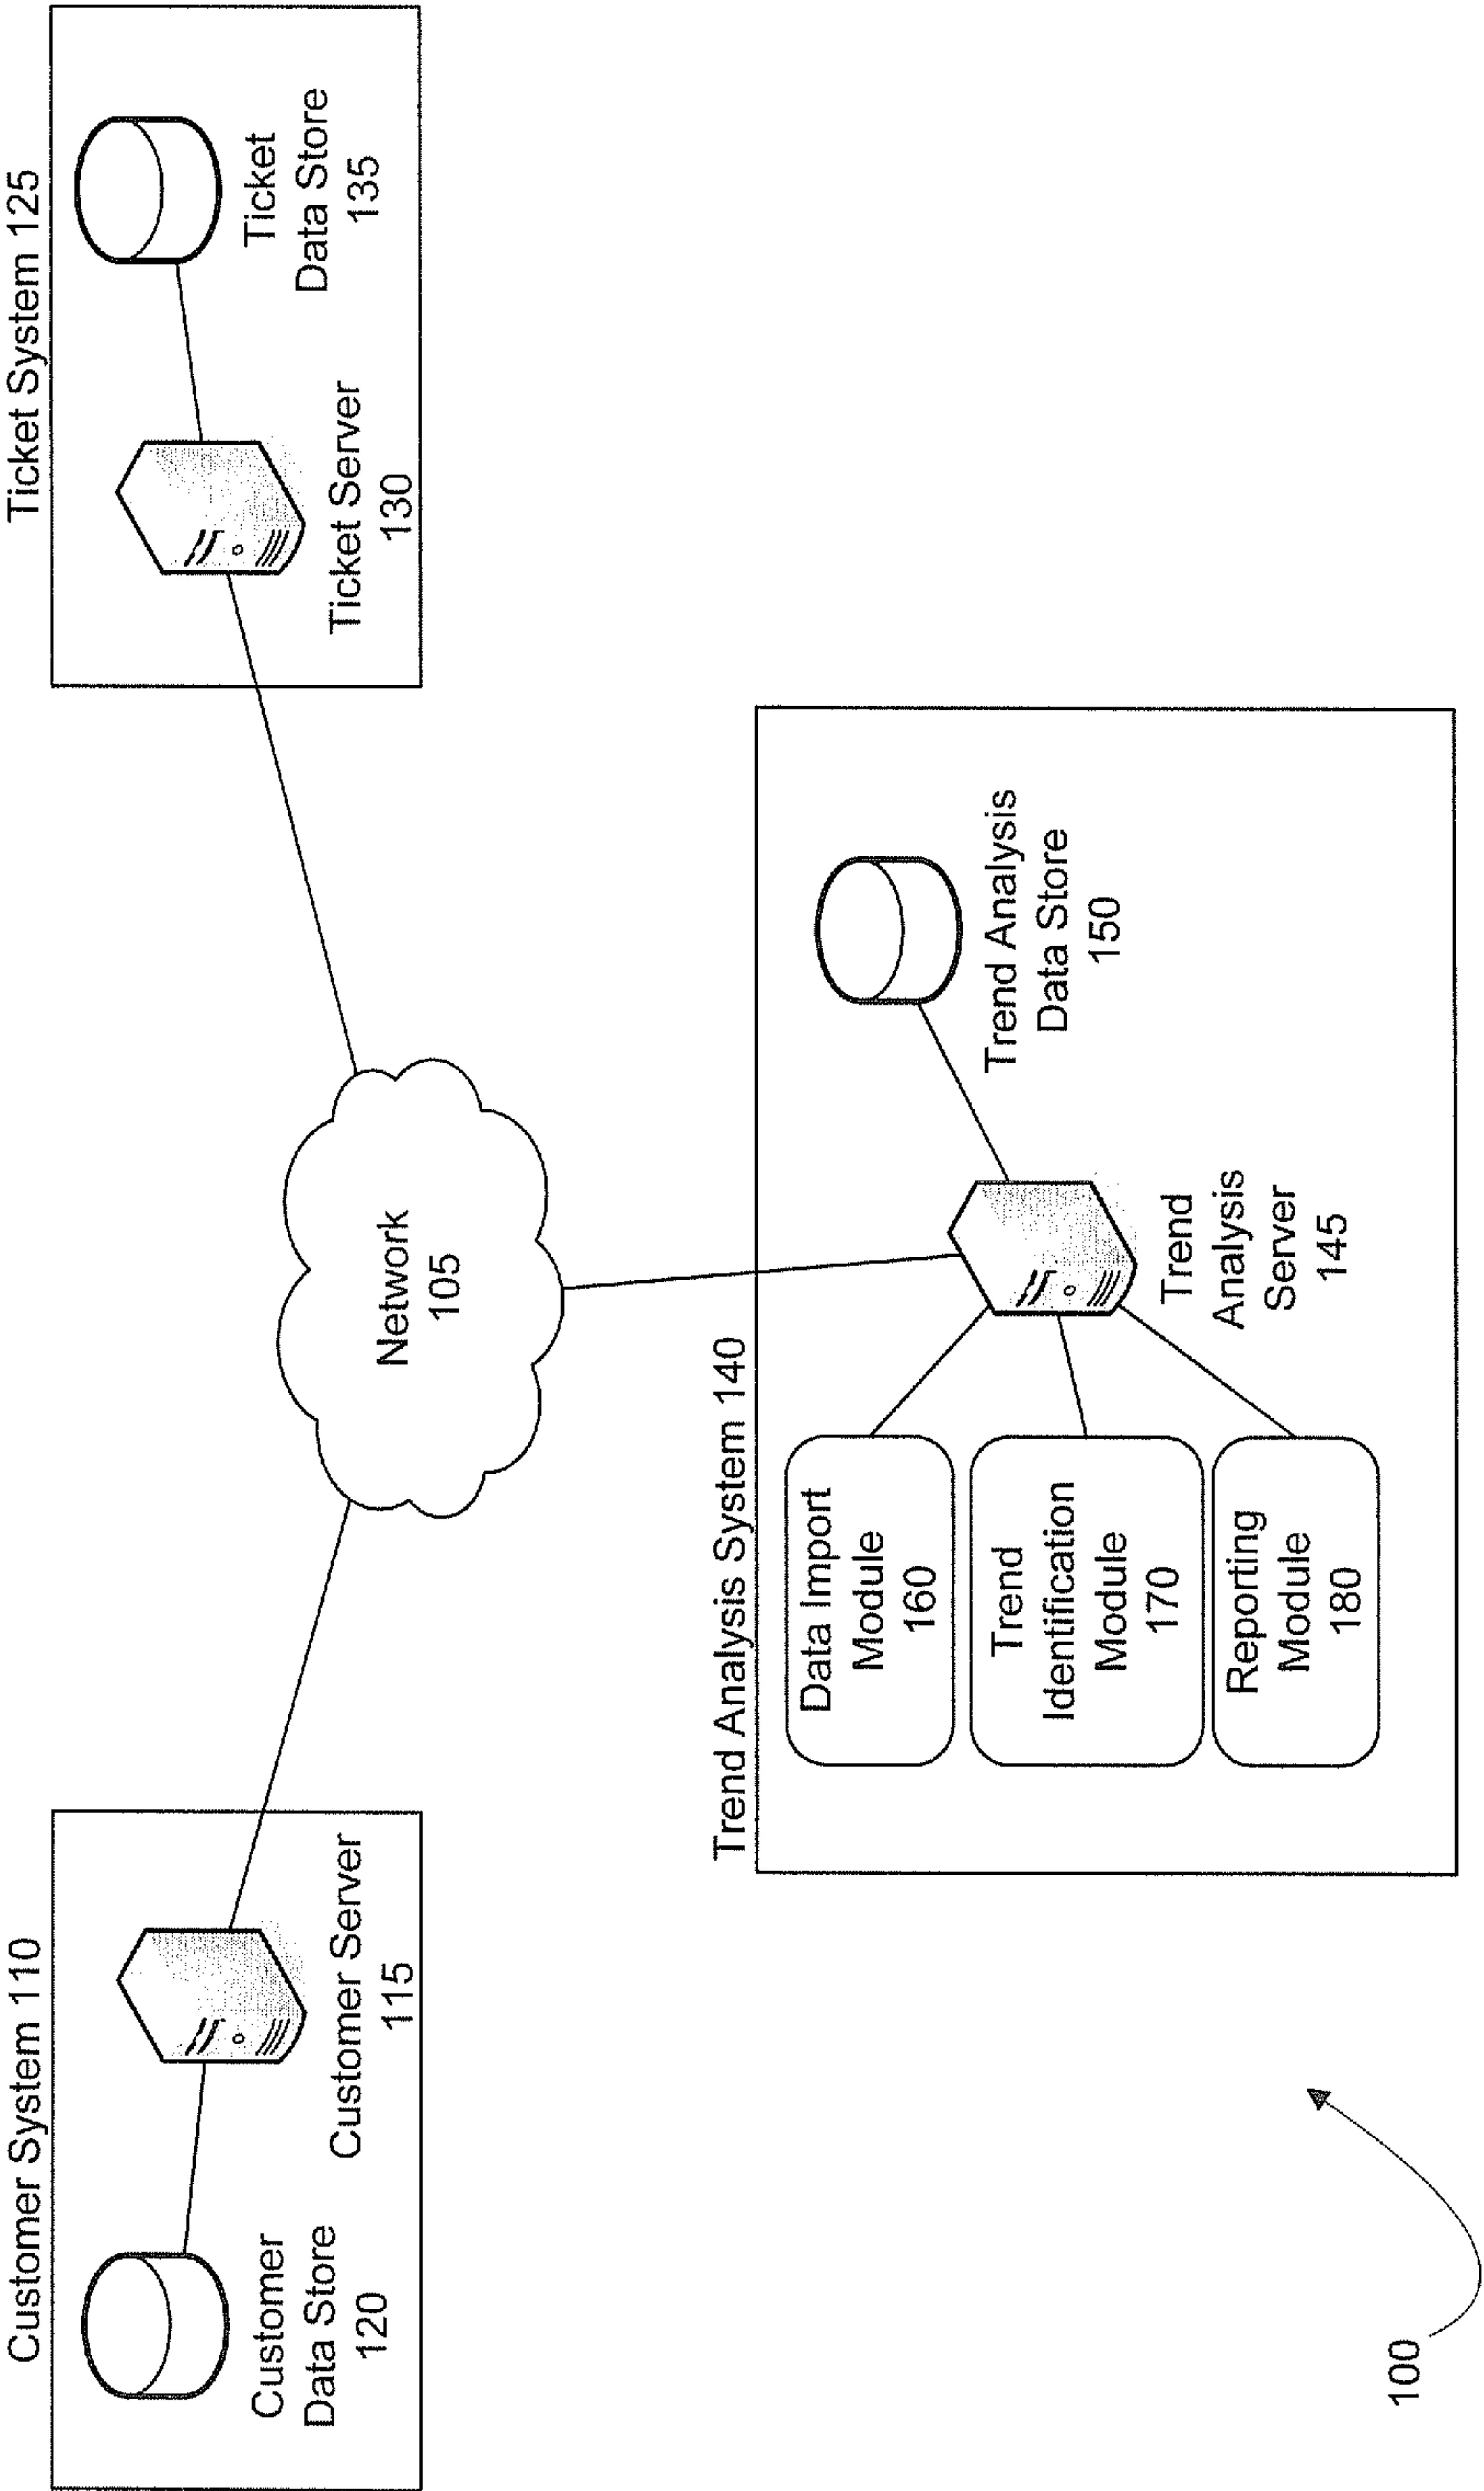 Customer System 110
Customer
Data Store
120
Customer Server
115
Network
105
Ticket System 125
Ticket Server
130
Ticket
Data Store
135
Trend Analysis System 140
Data Import
Module
160
Trend
Identification
Module
170
Reporting
Module
180
Trend
Analysis
Server
145
Trend Analysis
Data Store
150
100